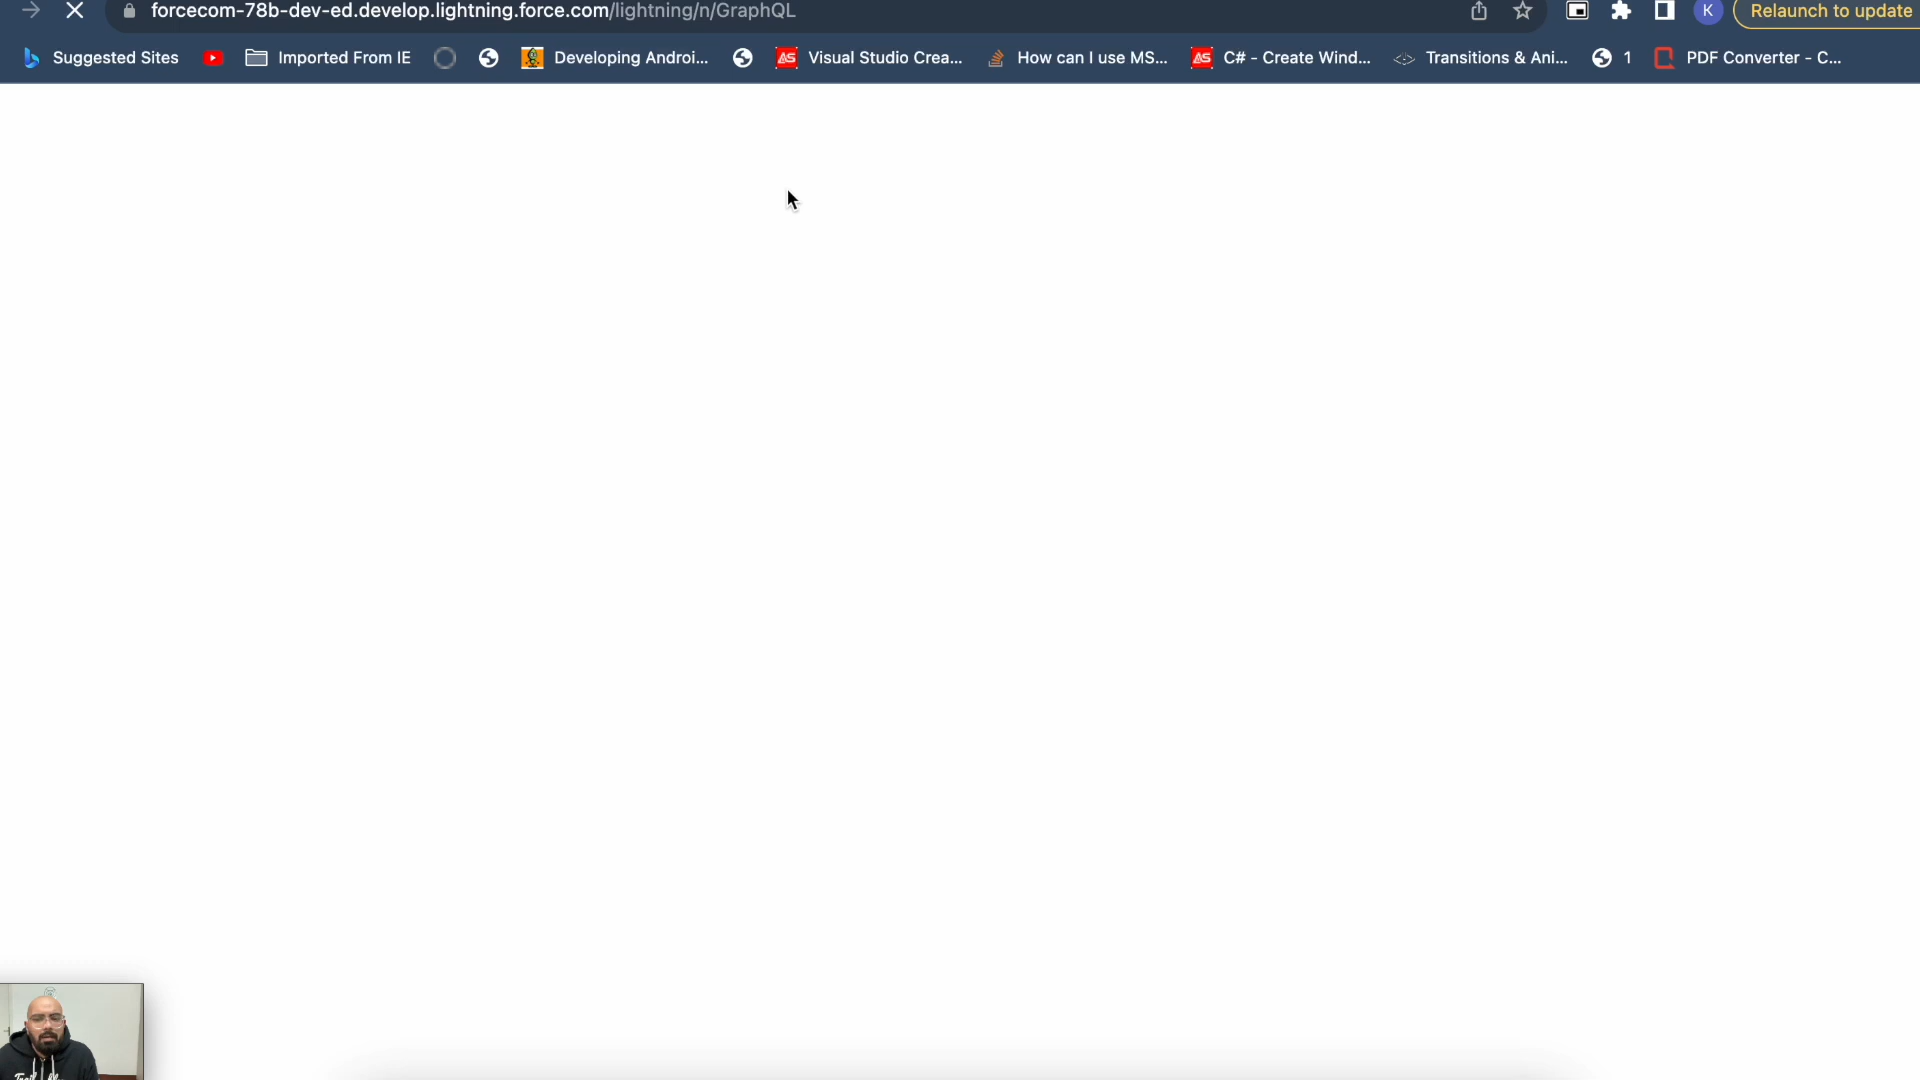 forcecom-78b-dev-ed.develop.lightning.force.com/lightning/n/GraphQL
K
Relaunch to update
Suggested Sites
Imported From IE
Developing Androi...
Visual Studio Crea...
How can I use MS...
C# - Create Wind...
Transitions & Ani...
1
PDF Converter - C...